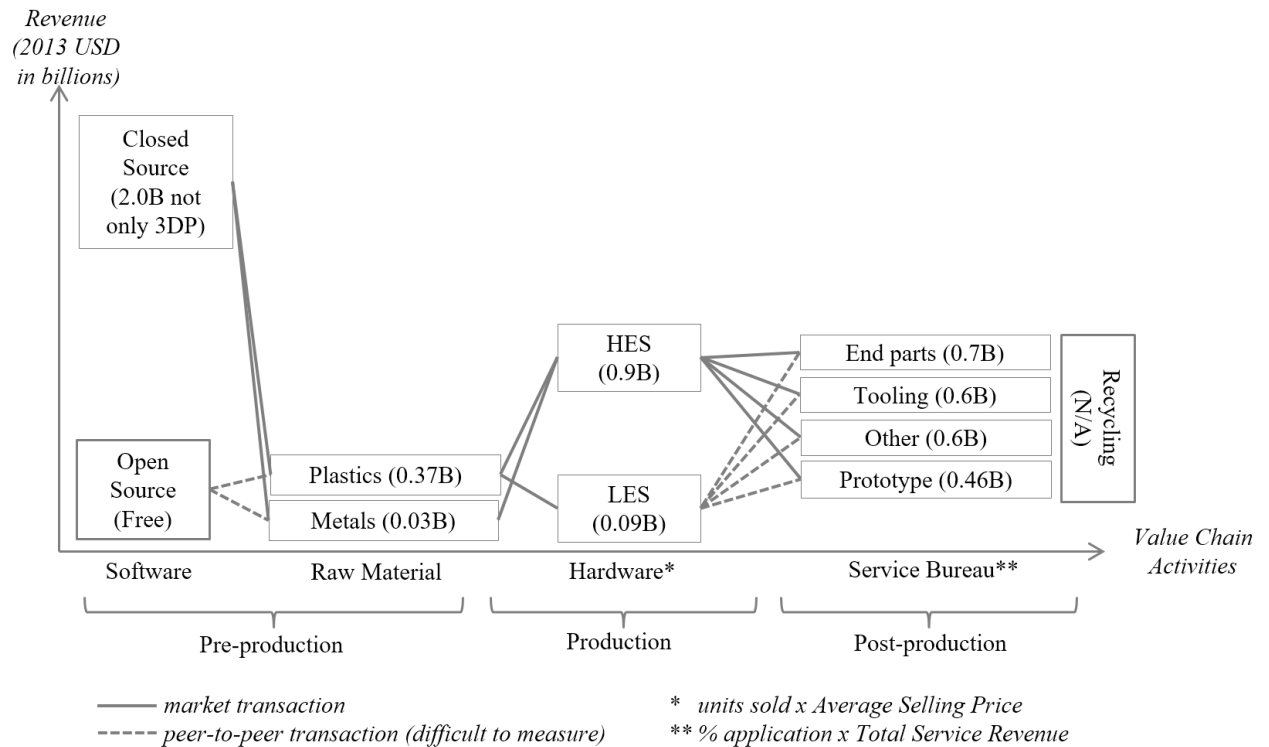 Revenue
(2013 USD
in billions)
Closed
Source
(2.0B not
only 3DP)
Open
Source
(Free)
Plastics (0.37B)
Metals (0.03B)
HES
(0.9B)
LES
(0.09B)
End parts (0.7B)
Tooling (0.6B)
Other (0.6B)
Prototype (0.46B)
Recycling
(N/A)
Value Chain
Activities
Software
Raw Material
Hardware*
Service Bureau**
Pre-production
Production
Post-production
market transaction
peer-to-peer transaction (difficult to measure)
* units sold x Average Selling Price
** % application x Total Service Revenue